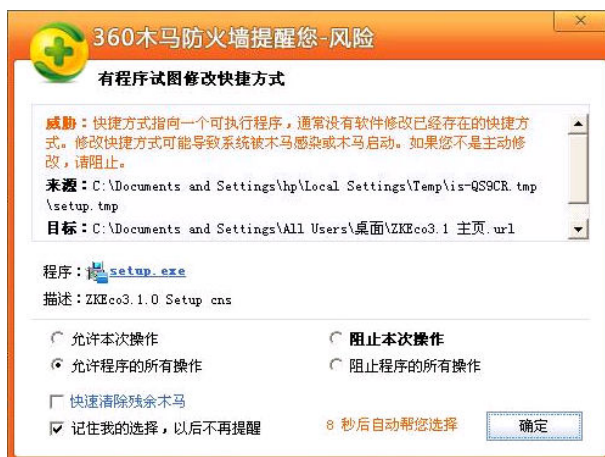 360木马防火墙提醒您-风险
有程序试图修改快捷方式
威胁：快捷方式指向一个可执行程序，通常没有软件修改已经存在的快捷方
式。修改快捷方式可能导致系统被木马感染或木马启动。如果您不是主动修
改，请阻止。
来源：C:\Documents and Settings\hp\Local Settings\Temp\is-QS9CR.tmp
\setup.tmp
目标：C:\Documents and Settings\All Users\桌面\ZKEco3.1 主页.url
程序：setup.exe
描述：ZKEco3.1.0 Setup cns
允许本次操作 阻止本次操作
允许程序的所有操作 阻止程序的所有操作
快速清除残余木马
记住我的选择，以后不再提醒 8 秒后自动帮您选择 确定